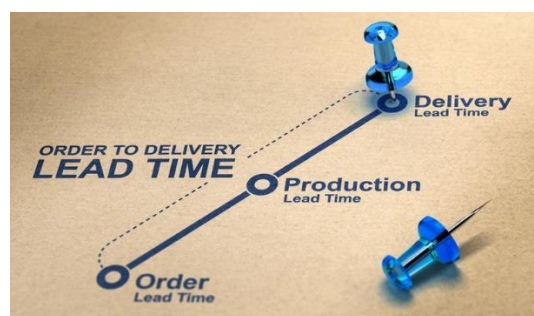 ORDER TO DELIVERY
LEAD TIME
Delivery
Lead Time
Production
Lead Time
Order
Lead Time